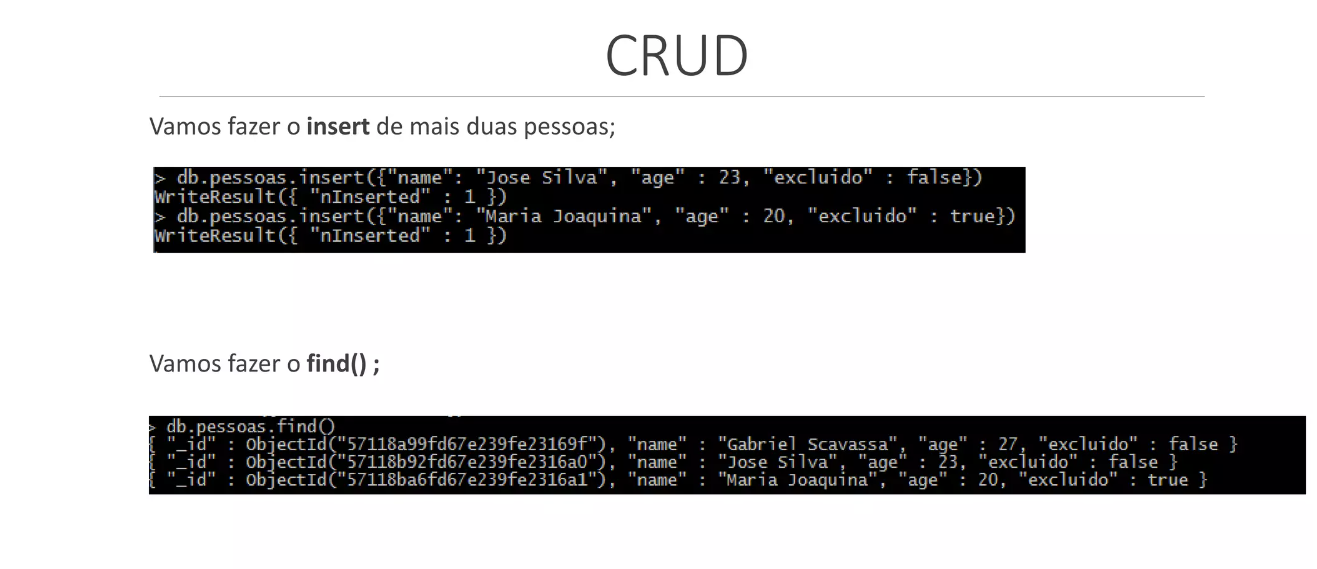 CRUD
Vamos fazer o insert de mais duas pessoas;
> db.pessoas.insert({"name": "Jose Silva", "age" : 23, "excluido" : false})
WriteResult({ "nInserted" : 1 })
> db.pessoas.insert({"name": "Maria Joaquina", "age" : 20, "excluido" : true})
WriteResult({ "nInserted" : 1 })
Vamos fazer o find() ;
> db.pessoas.find()
{ "_id" : ObjectId("57118a99fd67e239fe23169f"), "name" : "Gabriel Scavassa", "age" : 27, "excluido" : false }
{ "_id" : ObjectId("57118b92fd67e239fe2316a0"), "name" : "Jose Silva", "age" : 23, "excluido" : false }
{ "_id" : ObjectId("57118ba6fd67e239fe2316a1"), "name" : "Maria Joaquina", "age" : 20, "excluido" : true }